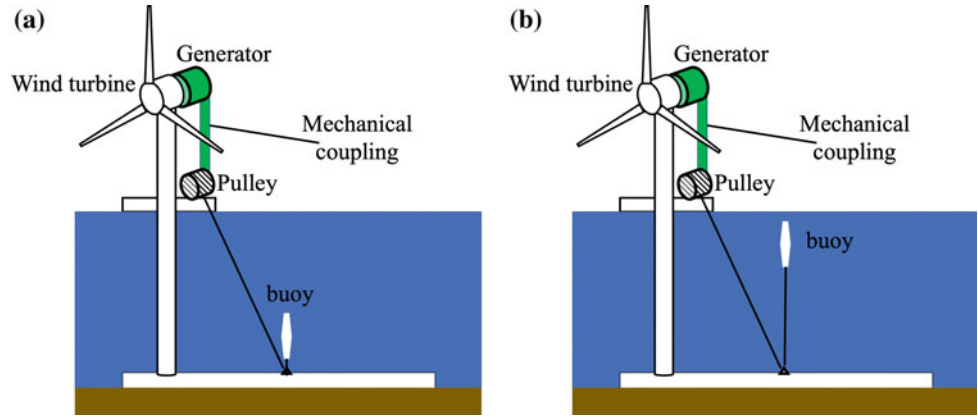 (a)
Generator
Wind turbine
Mechanical
coupling
Pulley
buoy
(b)
Generator
Wind turbine
Mechanical
coupling
Pulley
buoy